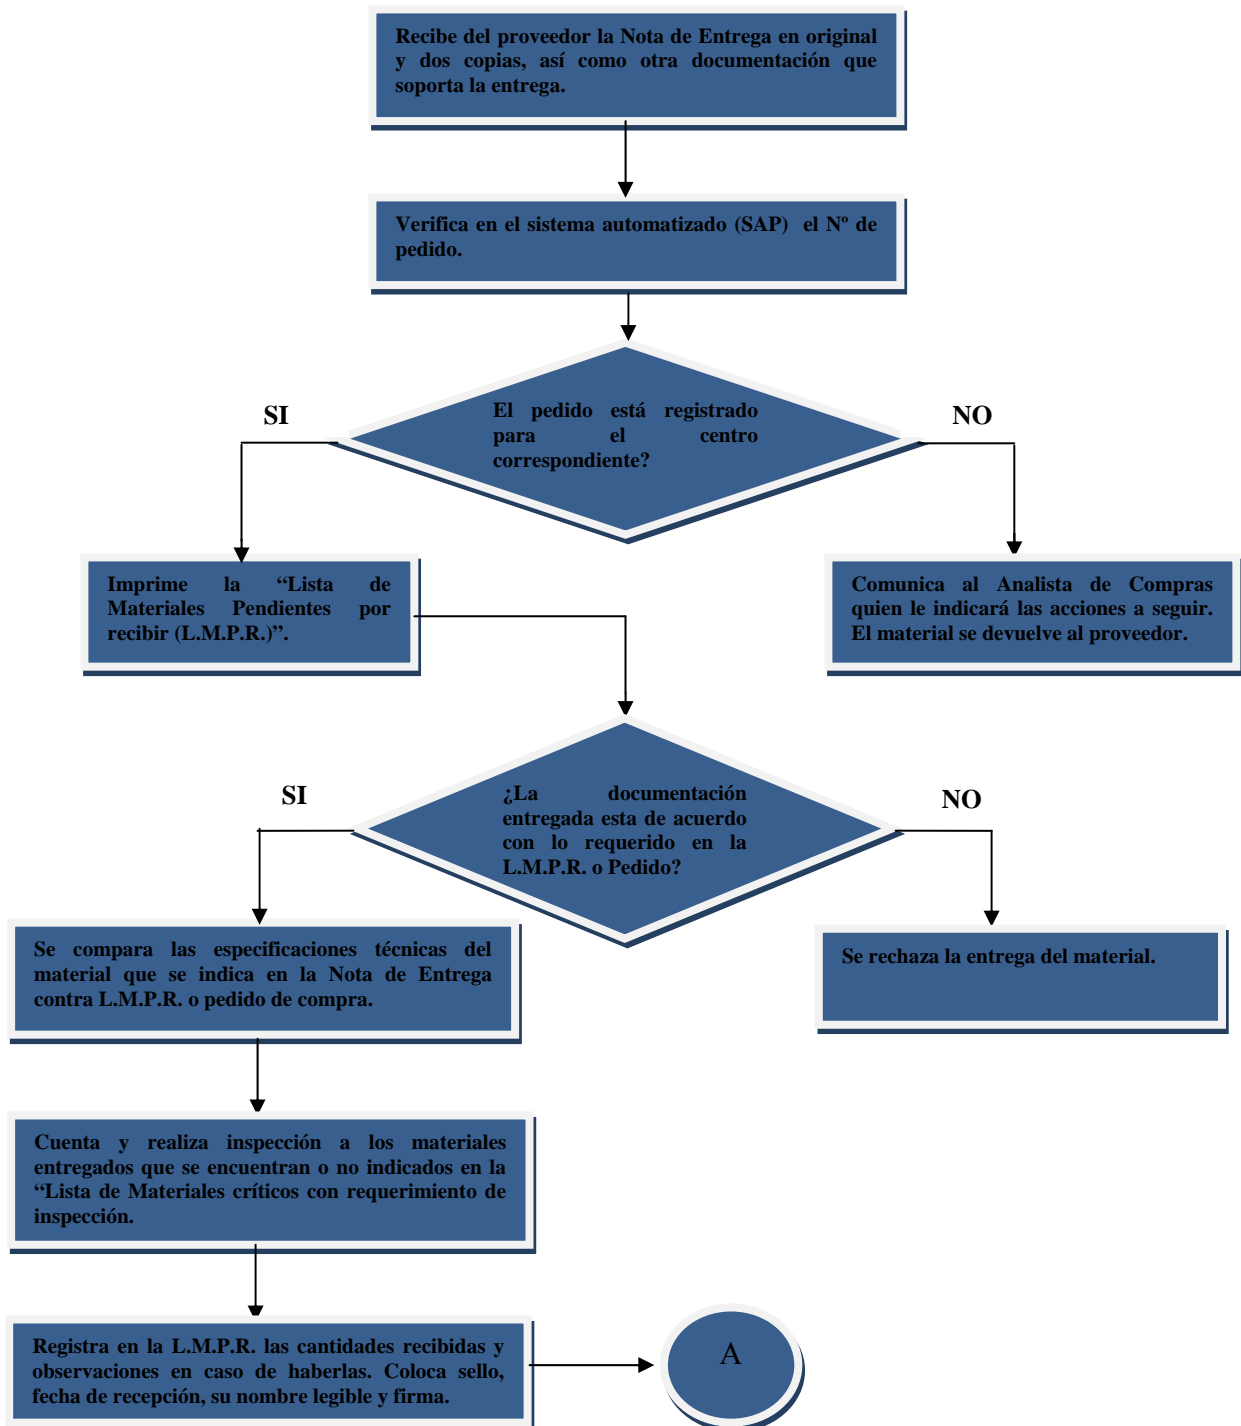 Recibe del proveedor la Nota de Entrega en original
y dos copias, así como otra documentación que
soporta la entrega.
Verifica en el sistema automatizado (SAP) el Nº de
pedido.
SI
El pedido está registrado
para el centro
correspondiente?
NO
Imprime la “Lista de
Materiales Pendientes por
recibir (L.M.P.R.)”.
Comunica al Analista de Compras
quien le indicará las acciones a seguir.
El material se devuelve al proveedor.
SI
¿La documentación
entregada esta de acuerdo
con lo requerido en la
L.M.P.R. o Pedido?
NO
Se compara las especificaciones técnicas del
material que se indica en la Nota de Entrega
contra L.M.P.R. o pedido de compra.
Se rechaza la entrega del material.
Cuenta y realiza inspección a los materiales
entregados que se encuentran o no indicados en la
“Lista de Materiales críticos con requerimiento de
inspección.
Registra en la L.M.P.R. las cantidades recibidas y
observaciones en caso de haberlas. Coloca sello,
fecha de recepción, su nombre legible y firma.
A